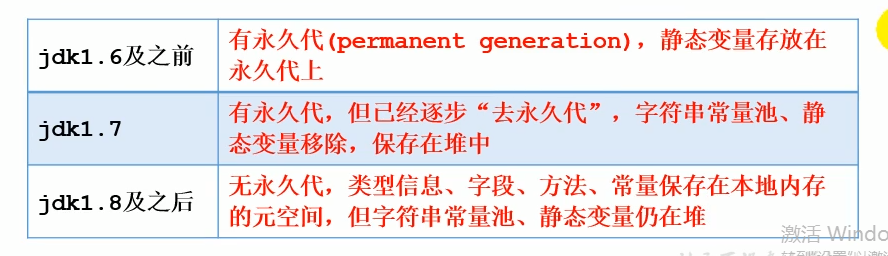 jdk1.6及之前
有永久代(permanent generation)，静态变量存放在
永久代上
jdk1.7
有永久代，但已经逐步“去永久代”，字符串常量池、静
态变量移除，保存在堆中
jdk1.8及之后
无永久代，类型信息、字段、方法、常量保存在本地内存
的元空间，但字符串常量池、静态变量仍在堆
激活 Windo